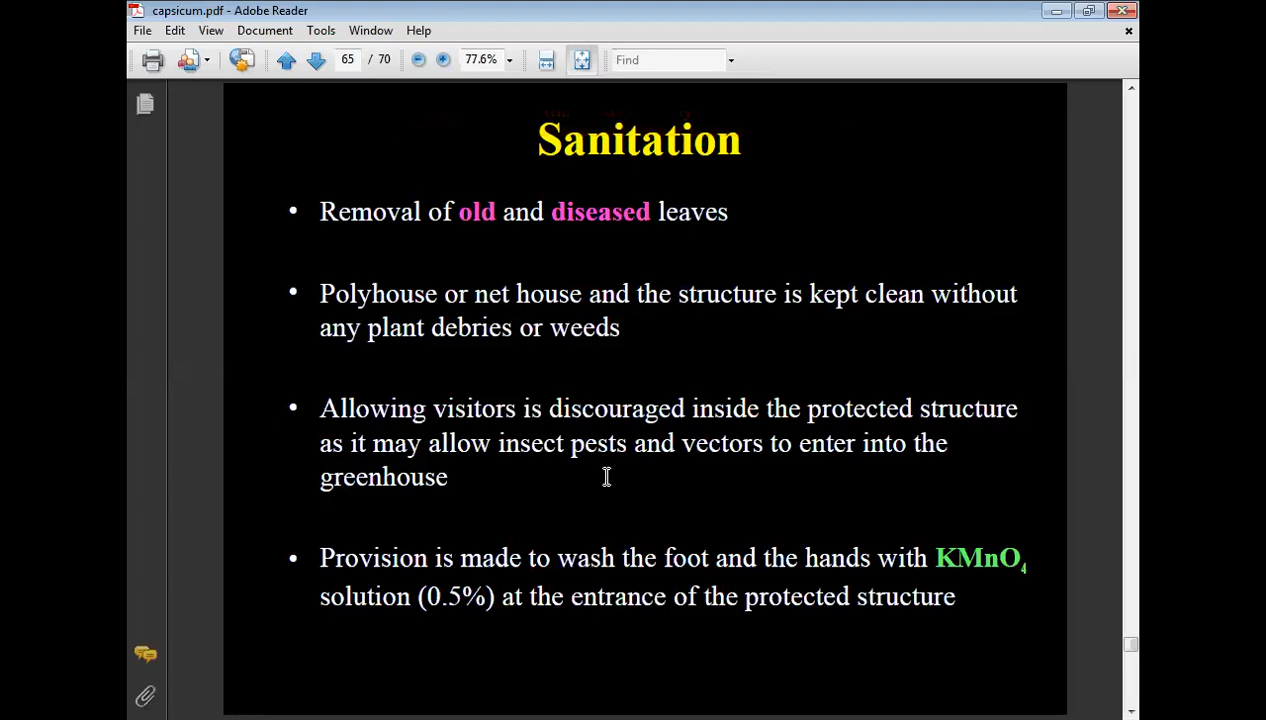 capsicum.pdf - Adobe Reader
File Edit View Document Tools Window Help
65 / 70 77.6% Find
Sanitation
• Removal of old and diseased leaves
• Polyhouse or net house and the structure is kept clean without
any plant debries or weeds
• Allowing visitors is discouraged inside the protected structure
as it may allow insect pests and vectors to enter into the
greenhouse
• Provision is made to wash the foot and the hands with KMnO4
solution (0.5%) at the entrance of the protected structure